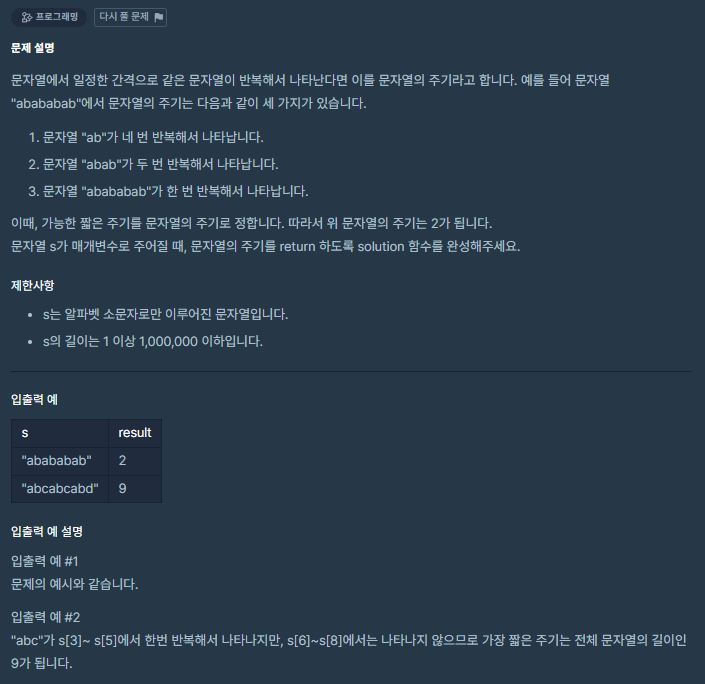 프로그래밍 다시 풀 문제
문제 설명
문자열에서 일정한 간격으로 같은 문자열이 반복해서 나타난다면 이를 문자열의 주기라고 합니다. 예를 들어 문자열
"abababab"에서 문자열의 주기는 다음과 같이 세 가지가 있습니다.
1. 문자열 "ab"가 네 번 반복해서 나타납니다.
2. 문자열 "abab"가 두 번 반복해서 나타납니다.
3. 문자열 "abababab"가 한 번 반복해서 나타납니다.
이때, 가능한 짧은 주기를 문자열의 주기로 정합니다. 따라서 위 문자열의 주기는 2가 됩니다.
문자열 s가 매개변수로 주어질 때, 문자열의 주기를 return 하도록 solution 함수를 완성해주세요.
제한사항
• s는 알파벳 소문자로만 이루어진 문자열입니다.
• s의 길이는 1 이상 1,000,000 이하입니다.
입출력 예
s result
"abababab" 2
"abcabcabd" 9
입출력 예 설명
입출력 예 #1
문제의 예시와 같습니다.
입출력 예 #2
"abc"가 s[3]~ s[5]에서 한번 반복해서 나타나지만, s[6]~s[8]에서는 나타나지 않으므로 가장 짧은 주기는 전체 문자열의 길이인
9가 됩니다.